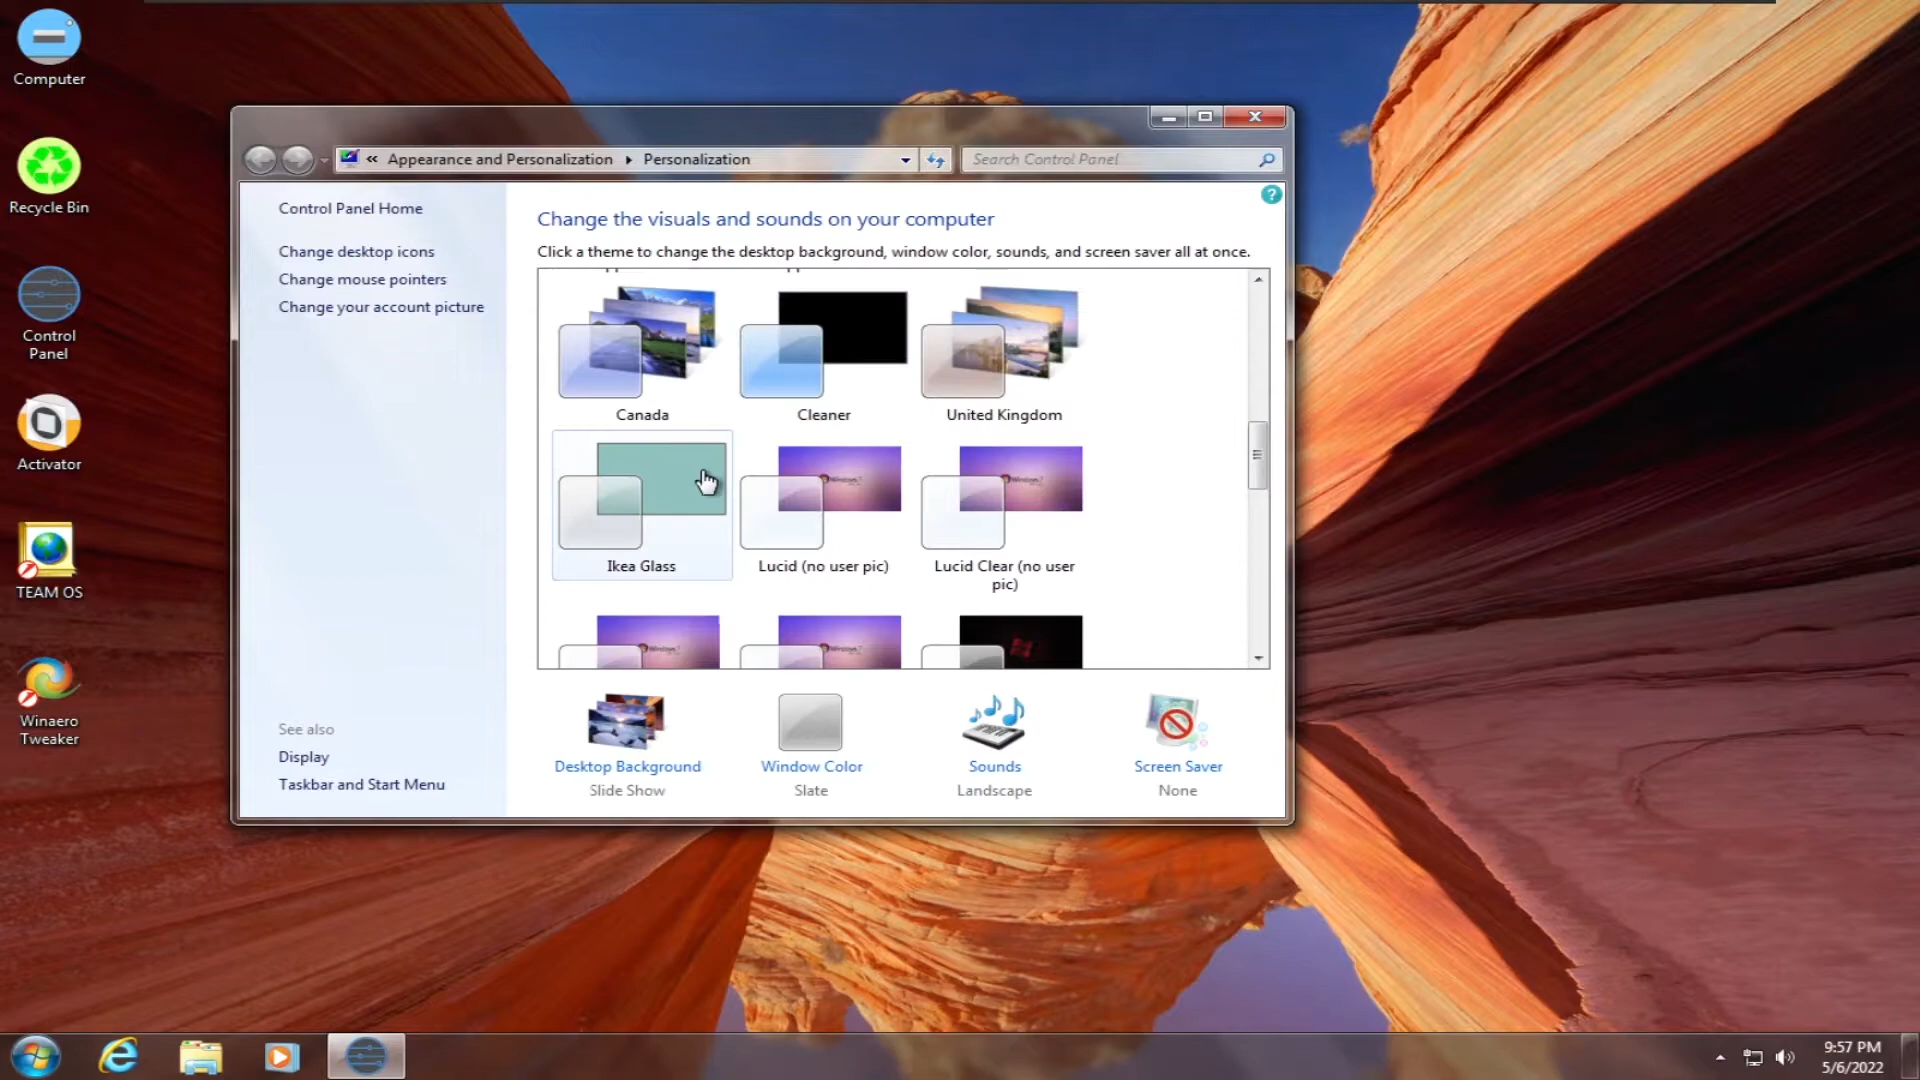 Computer
Recycle Bin
Control
Panel
Activator
TEAM OS
Winaero
Tweaker
« Appearance and Personalization ▸ Personalization
Search Control Panel
Control Panel Home
Change desktop icons
Change mouse pointers
Change your account picture
See also
Display
Taskbar and Start Menu
Change the visuals and sounds on your computer
Click a theme to change the desktop background, window color, sounds, and screen saver all at once.
Canada
Cleaner
United Kingdom
Ikea Glass
Lucid (no user pic)
Lucid Clear (no user
pic)
Desktop Background
Slide Show
Window Color
Slate
Sounds
Landscape
Screen Saver
None
9:57 PM
5/6/2022